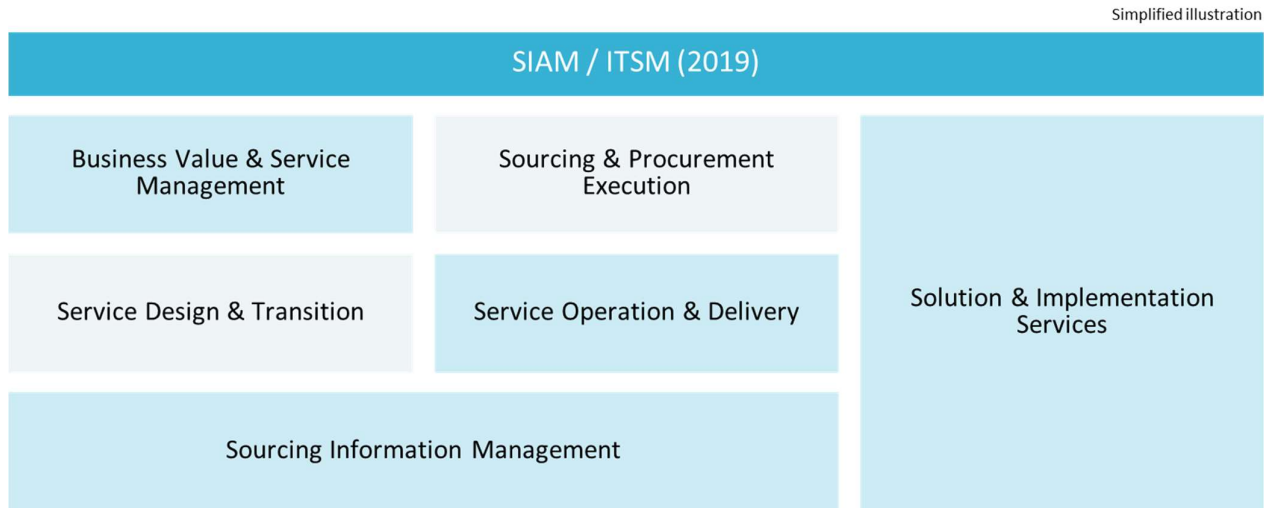 Simplified illustration
SIAM / ITSM (2019)
Business Value & Service
Management
Sourcing & Procurement
Execution
Service Design & Transition
Service Operation & Delivery
Solution & Implementation
Services
Sourcing Information Management